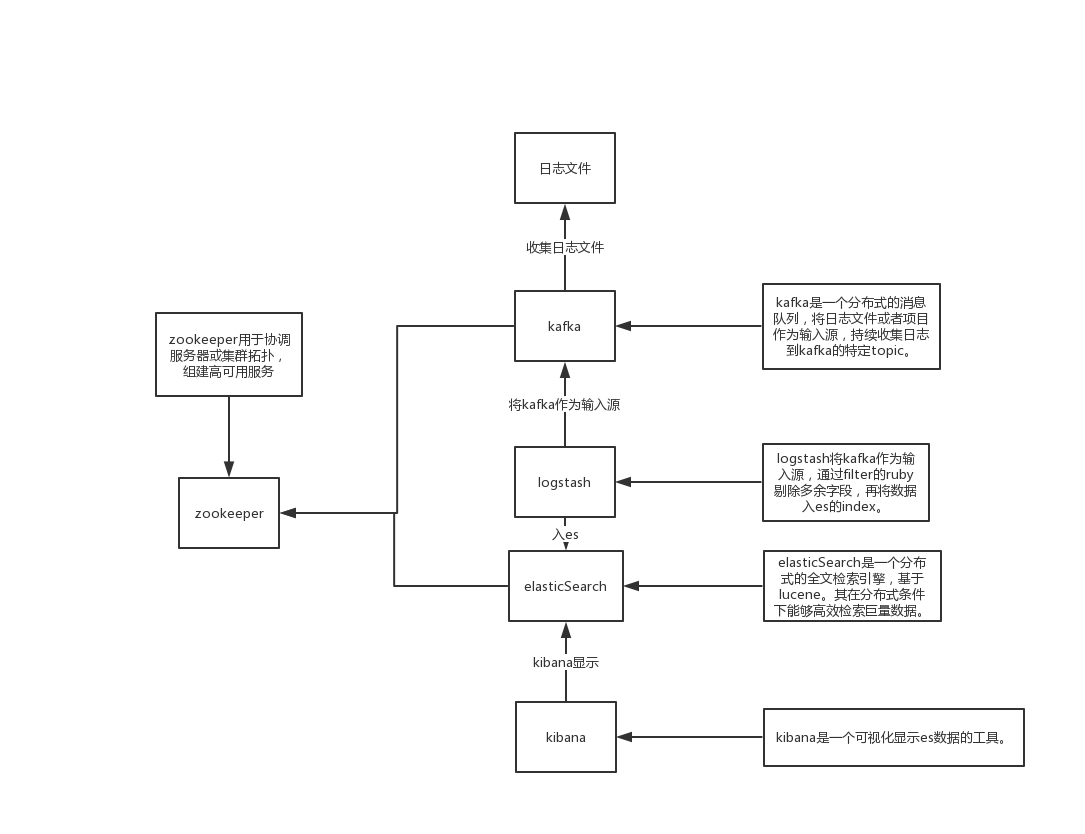 日志文件
收集日志文件
kafka
kafka是一个分布式的消息
队列，将日志文件或者项目
作为输入源，持续收集日志
到kafka的特定topic。
zookeeper用于协调
服务器或集群拓扑，
组建高可用服务
将kafka作为输入源
logstash
logstash将kafka作为输
入源，通过filter的ruby
剔除多余字段，再将数据
入es的index。
zookeeper
入es
elasticSearch
elasticSearch是一个分布
式的全文检索引擎，基于
lucene。其在分布式条件
下能够高效检索巨量数据。
kibana显示
kibana
kibana是一个可视化显示es数据的工具。